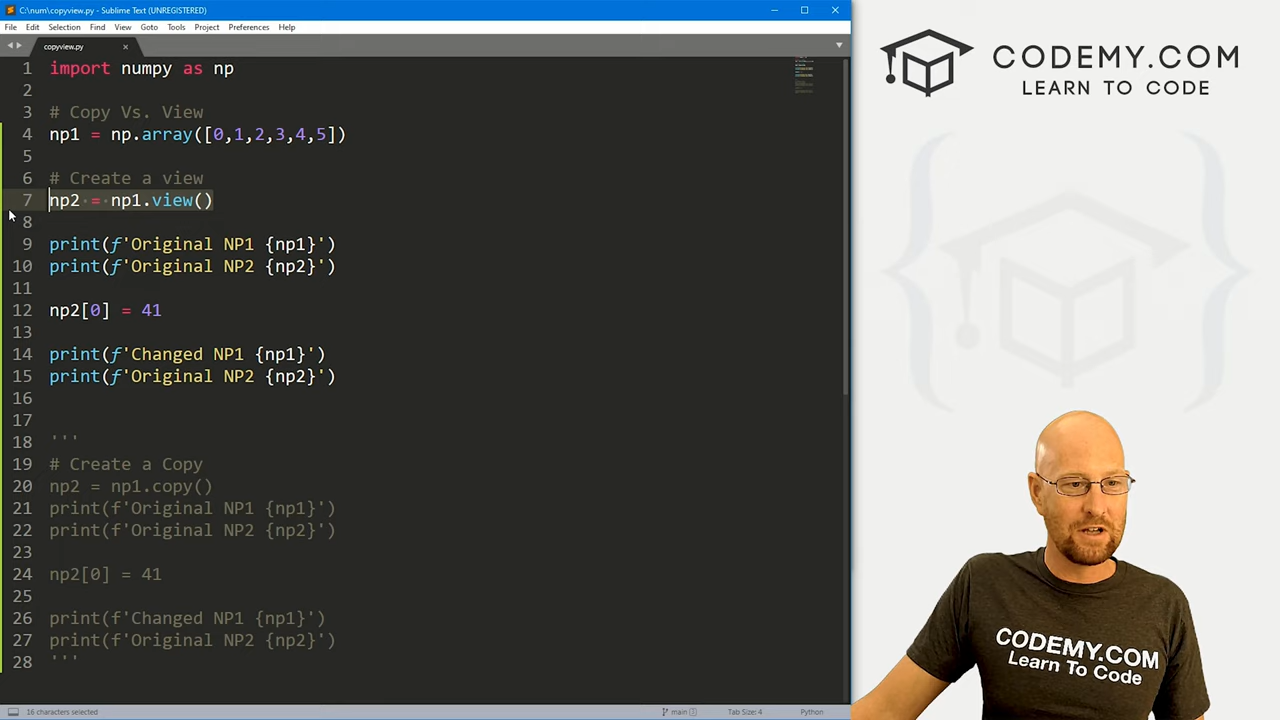 C:\num\copyview.py - Sublime Text (UNREGISTERED)
File Edit Selection Find View Goto Tools Project Preferences Help
copyview.py
1 import numpy as np
2
3 # Copy Vs. View
4 np1 = np.array([0,1,2,3,4,5])
5
6 # Create a view
7 np2 = np1.view()
8
9 print(f'Original NP1 {np1}')
10 print(f'Original NP2 {np2}')
11
12 np2[0] = 41
13
14 print(f'Changed NP1 {np1}')
15 print(f'Original NP2 {np2}')
16
17
18 '''
19 # Create a Copy
20 np2 = np1.copy()
21 print(f'Original NP1 {np1}')
22 print(f'Original NP2 {np2}')
23
24 np2[0] = 41
25
26 print(f'Changed NP1 {np1}')
27 print(f'Original NP2 {np2}')
28 '''
16 characters selected
main
Tab Size: 4
Python
CODEMY.COM
LEARN TO CODE
CODEMY.COM
Learn To Code